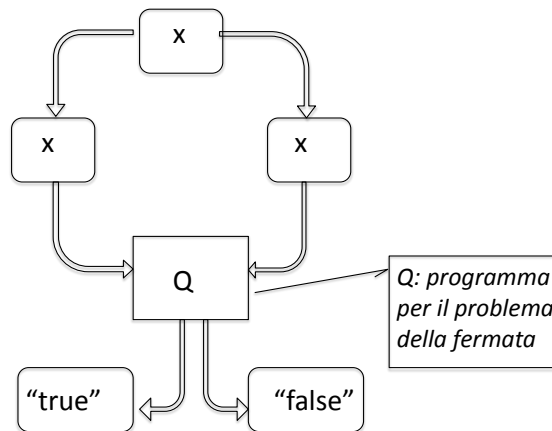 x
x
x
Q
Q: programma
per il problema
della fermata
“true”
“false”